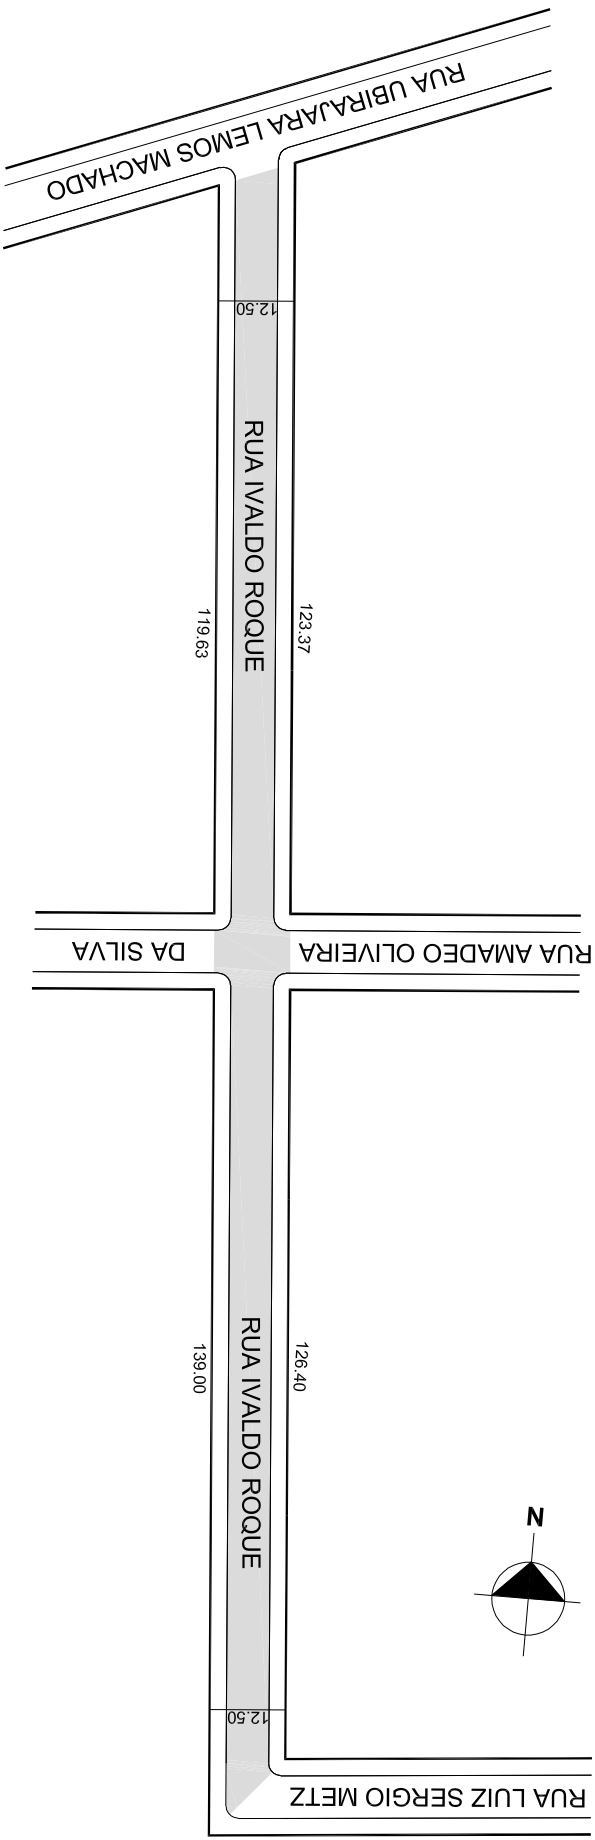 RUA UBIRAJARA LEMOS MACHADO
12.50
RUA IVALDO ROQUE
119.63
123.37
RUA AMADEO OLIVEIRA
DA SILVA
RUA IVALDO ROQUE
139.00
126.40
N
12.50
RUA LUIZ SERGIO METZ